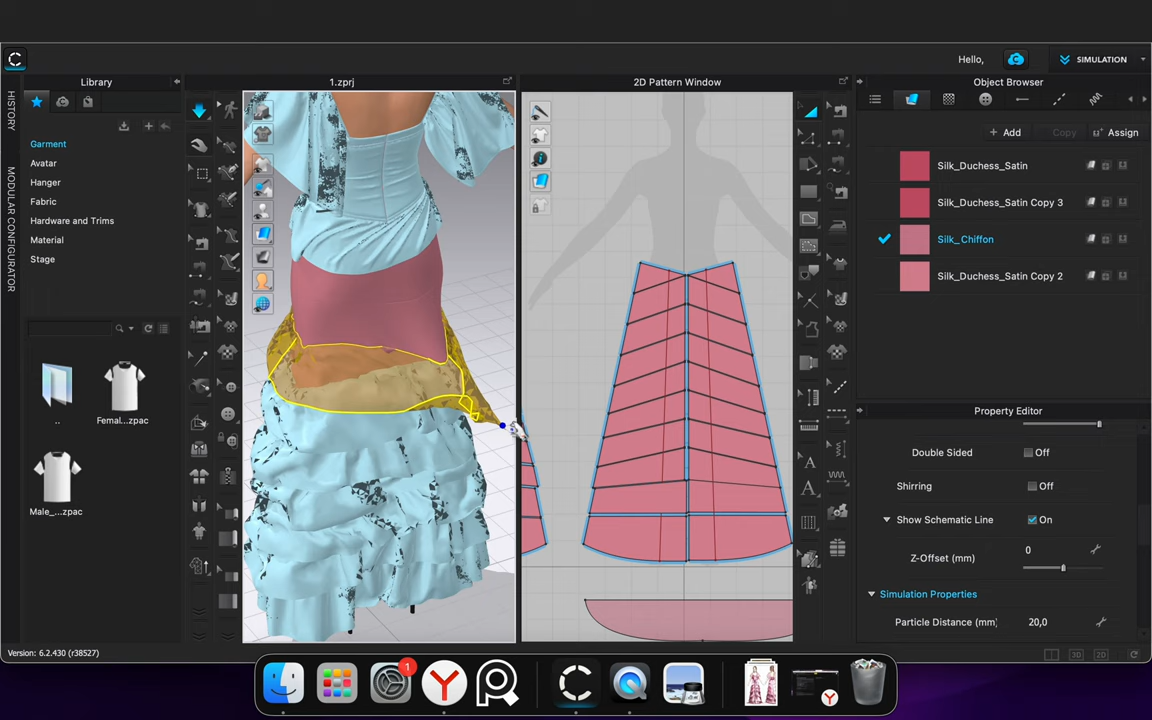 Hello,
SIMULATION
HISTORY
MODULAR CONFIGURATOR
Library
Garment
Avatar
Hanger
Fabric
Hardware and Trims
Material
Stage
..
Femal...zpac
Male_...zpac
Version: 6.2.430 (r38527)
1.zprj
2D Pattern Window
Object Browser
Add
Copy
Assign
Silk_Duchess_Satin
Silk_Duchess_Satin Copy 3
Silk_Chiffon
Silk_Duchess_Satin Copy 2
Property Editor
Double Sided
Off
Shirring
Off
Show Schematic Line
On
Z-Offset (mm)
0
Simulation Properties
Particle Distance (mm)
20,0
3D
2D
1